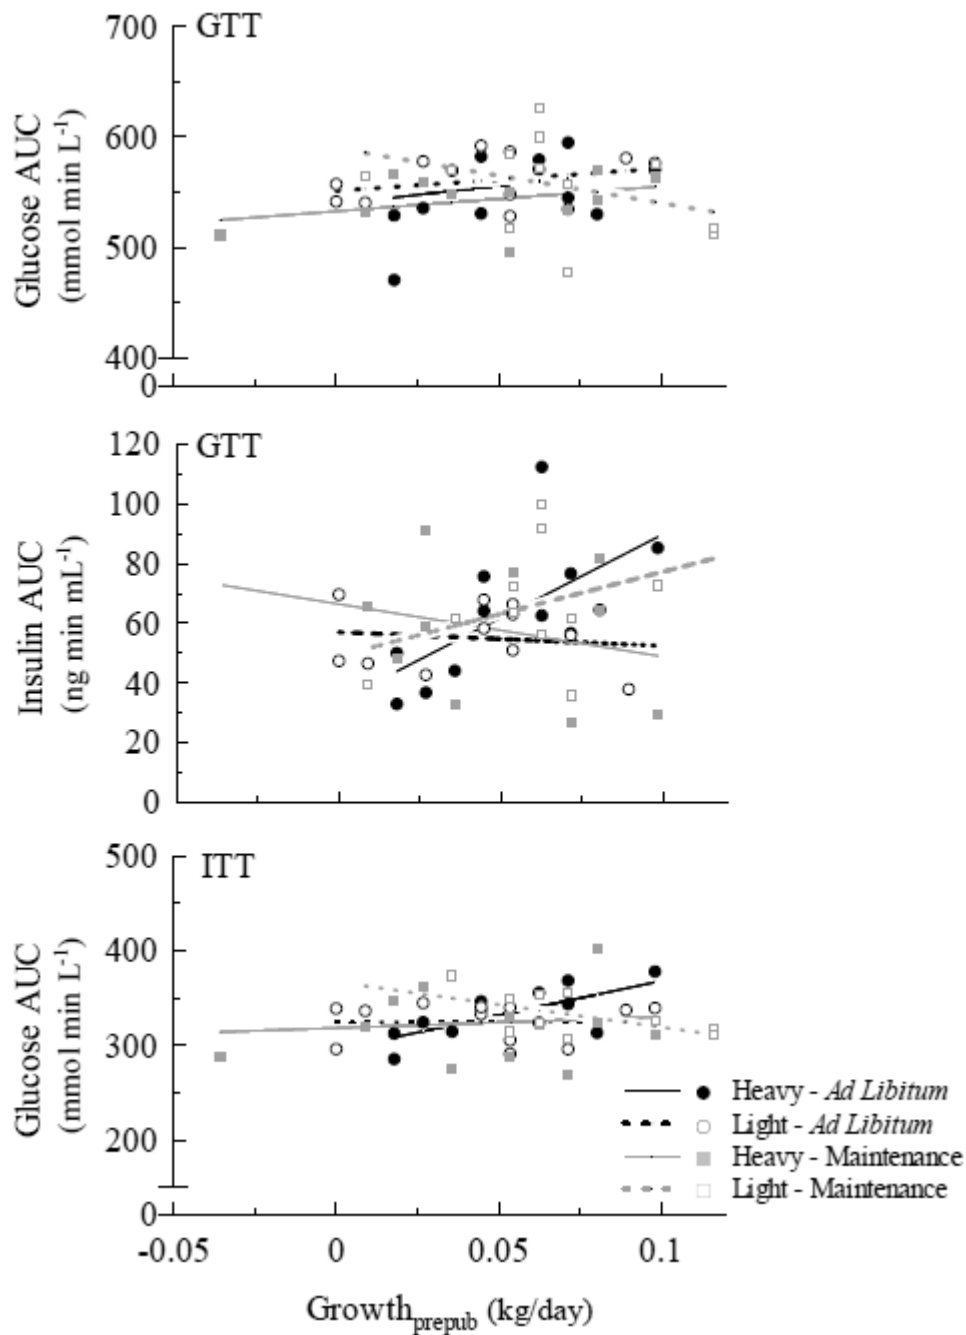 700
GTT
600
500
400
0
Glucose AUC
(mmol min L⁻¹)
120
GTT
100
80
60
40
20
0
Insulin AUC
(ng min mL⁻¹)
500
ITT
400
300
200
0
Glucose AUC
(mmol min L⁻¹)
Heavy - Ad Libitum
Light - Ad Libitum
Heavy - Maintenance
Light - Maintenance
-0.05 0 0.05 0.1
Growth_prepub (kg/day)